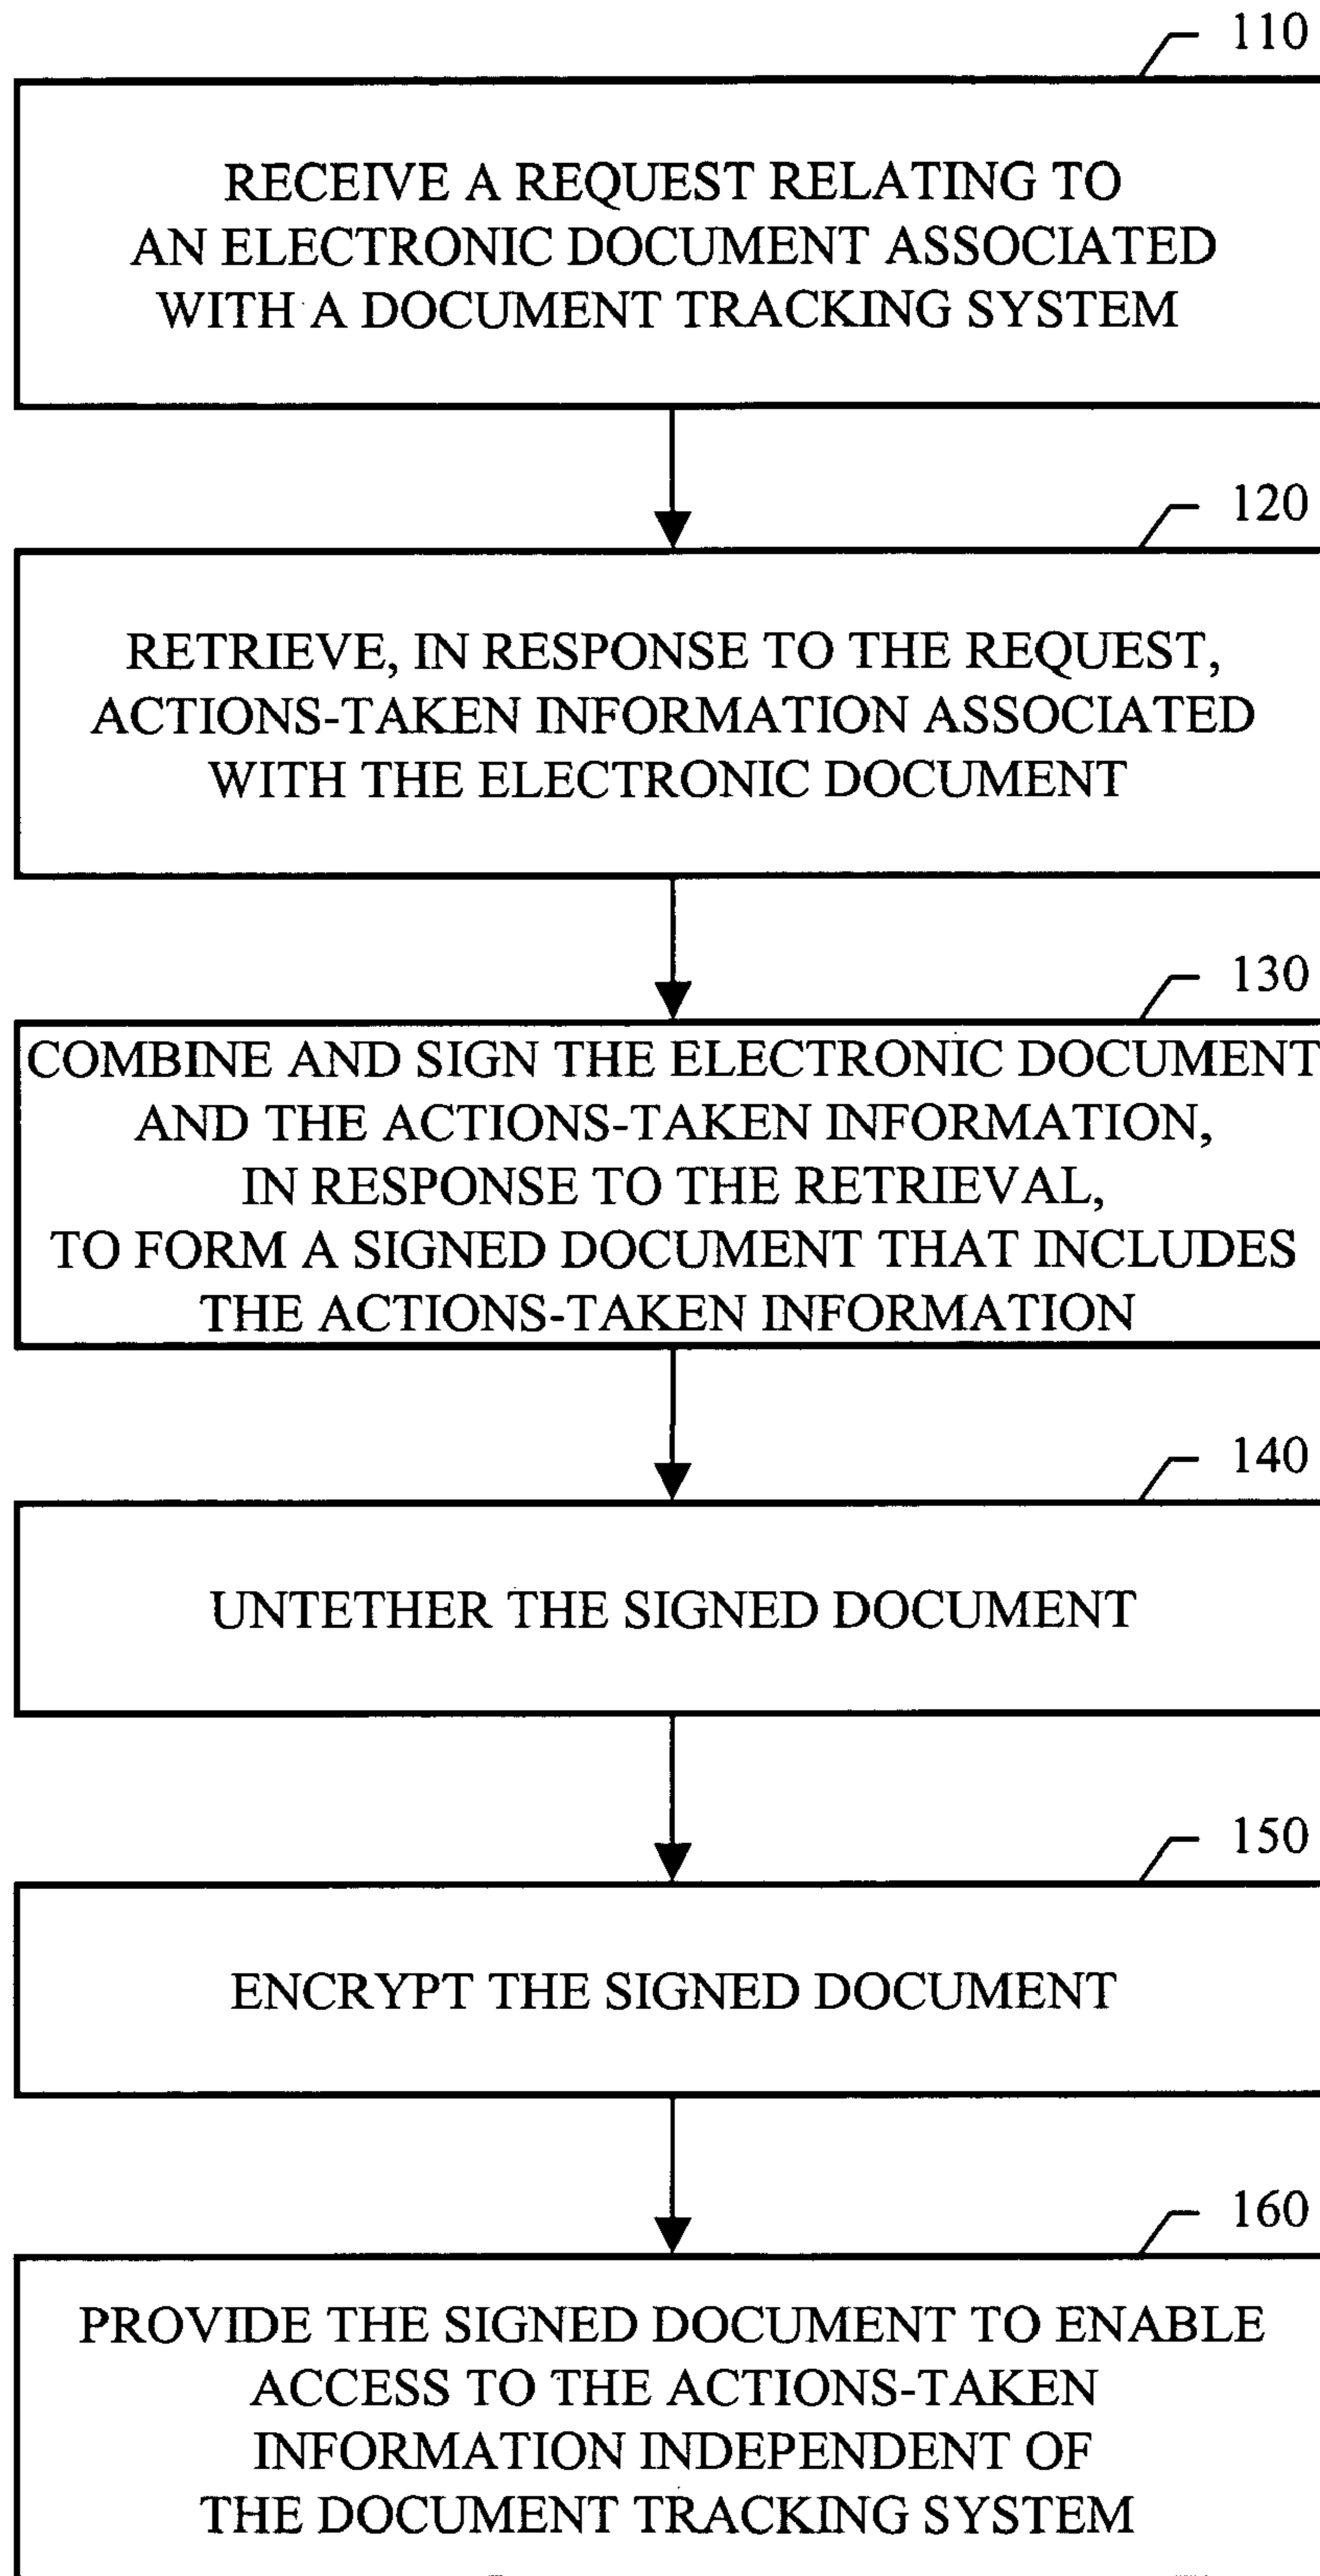 110
RECEIVE A REQUEST RELATING TO
AN ELECTRONIC DOCUMENT ASSOCIATED
WITH A DOCUMENT TRACKING SYSTEM
120
RETRIEVE, IN RESPONSE TO THE REQUEST,
ACTIONS-TAKEN INFORMATION ASSOCIATED
WITH THE ELECTRONIC DOCUMENT
130
COMBINE AND SIGN THE ELECTRONIC DOCUMENT
AND THE ACTIONS-TAKEN INFORMATION,
IN RESPONSE TO THE RETRIEVAL,
TO FORM A SIGNED DOCUMENT THAT INCLUDES
THE ACTIONS-TAKEN INFORMATION
140
UNTETHER THE SIGNED DOCUMENT
150
ENCRYPT THE SIGNED DOCUMENT
160
PROVIDE THE SIGNED DOCUMENT TO ENABLE
ACCESS TO THE ACTIONS-TAKEN
INFORMATION INDEPENDENT OF
THE DOCUMENT TRACKING SYSTEM